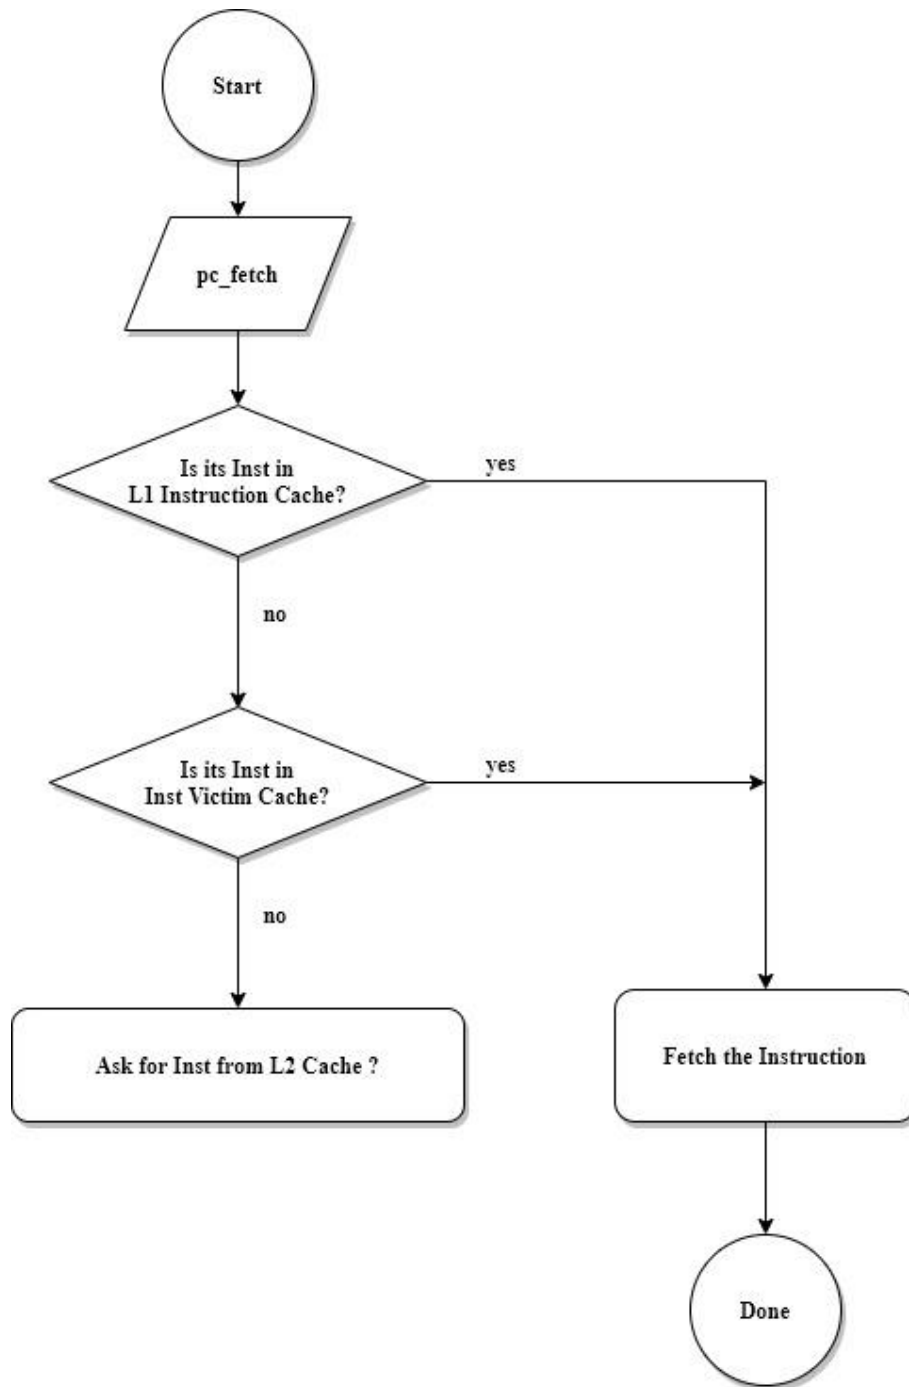 Start
pc_fetch
Is its Inst in
L1 Instruction Cache?
yes
no
Is its Inst in
Inst Victim Cache?
yes
no
Ask for Inst from L2 Cache ?
Fetch the Instruction
Done